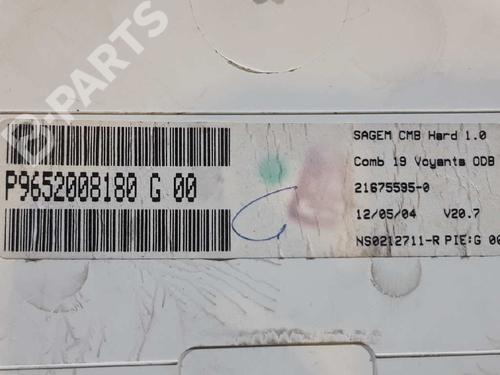 B-PARTS
P9652008180 G 00
SAGEM CMB Hard 1.0
Comb 19 Voyants ODB
21675595-0
12/05/04 V20.7
NS0212711-R PIE:G 00